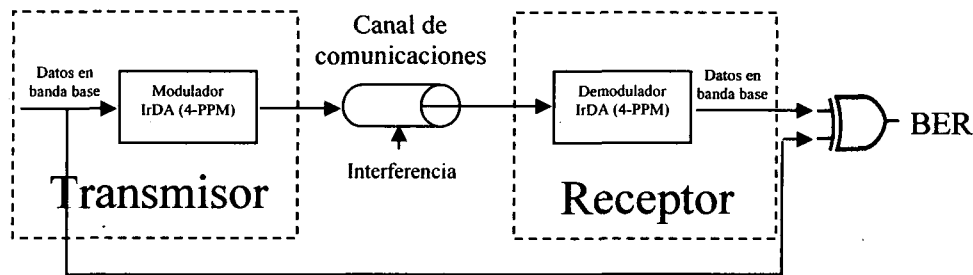 Datos en
banda base
Modulador
IrDA (4-PPM)
Transmisor
Canal de
comunicaciones
Interferencia
Demodulador
IrDA (4-PPM)
Datos en
banda base
Receptor
BER